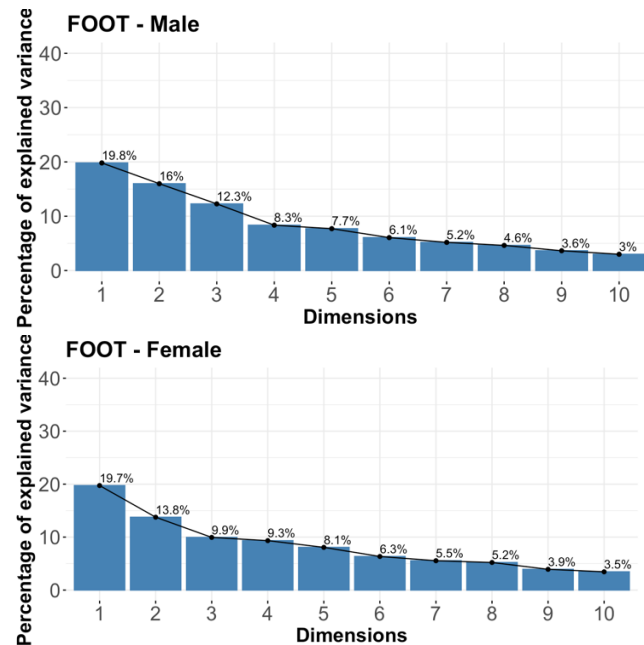 FOOT - Male
Percentage of explained variance
40
30
20
10
0
19.8% 16% 12.3% 8.3% 7.7% 6.1% 5.2% 4.6% 3.6% 3%
1 2 3 4 5 6 7 8 9 10
Dimensions
FOOT - Female
Percentage of explained variance
40
30
20
10
0
19.7% 13.8% 9.9% 9.3% 8.1% 6.3% 5.5% 5.2% 3.9% 3.5%
1 2 3 4 5 6 7 8 9 10
Dimensions